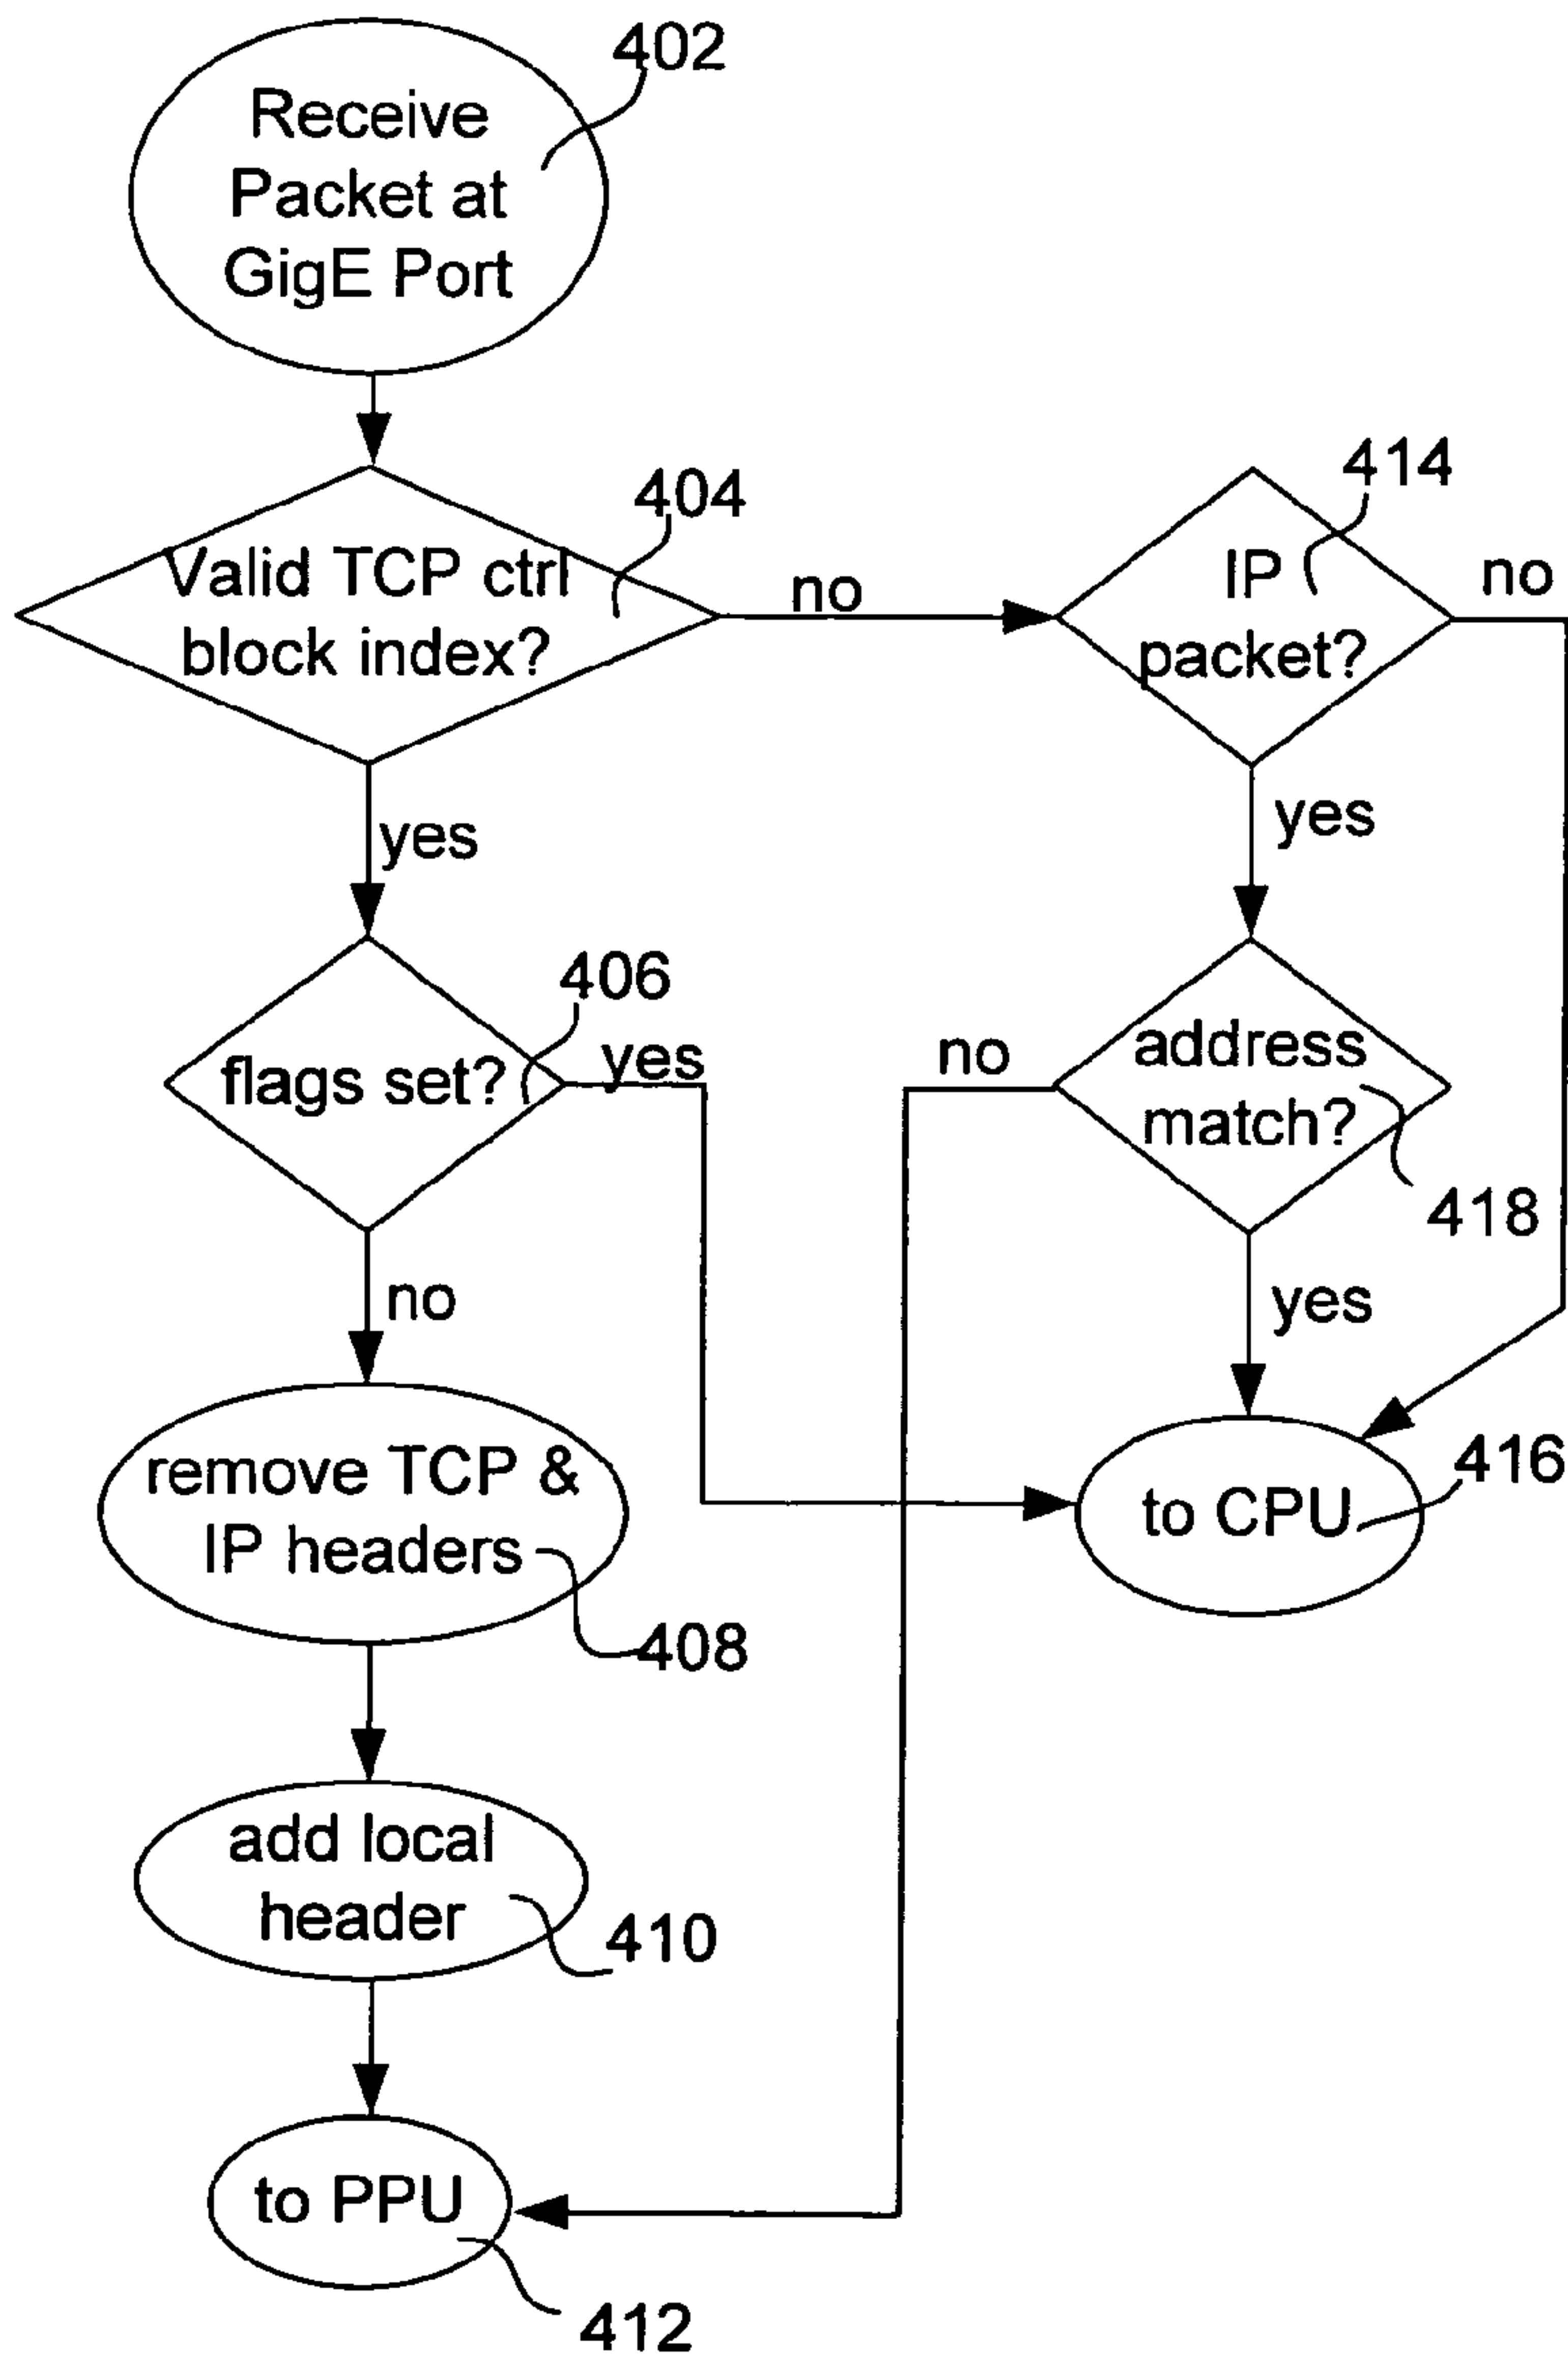 402
Receive
Packet at
GigE Port
404
Valid TCP ctrl
block index?
no
414
IP
packet?
no
yes
yes
406
flags set?
yes
no
address
match?
418
no
yes
remove TCP &
IP headers
408
to CPU
416
add local
header
410
to PPU
412